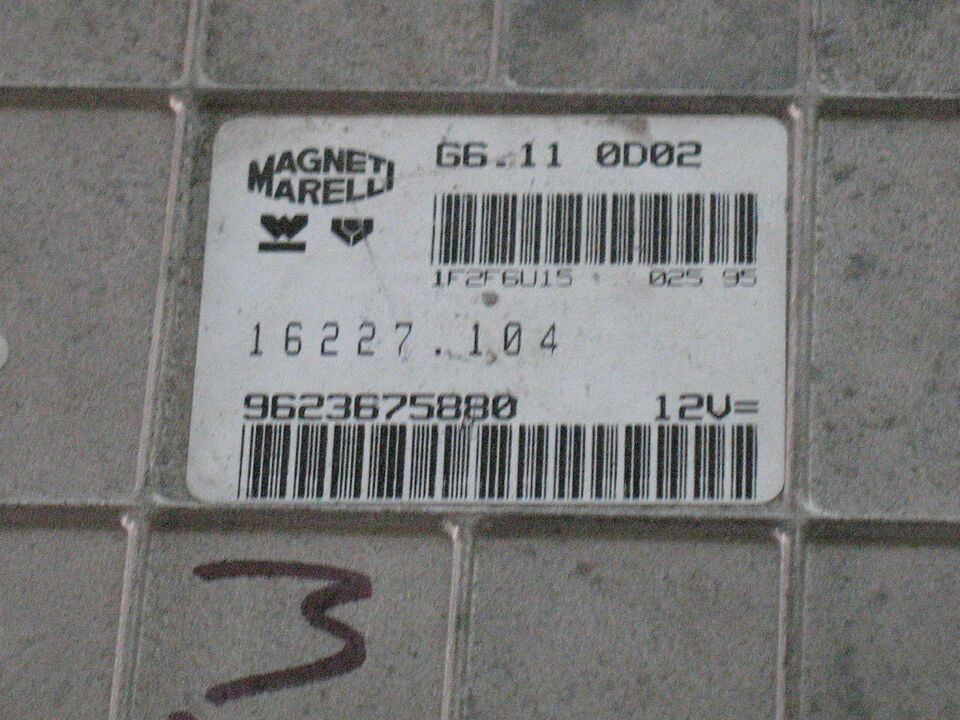 MAGNETI
MARELLI
G6.11 0D02
1F2F6U15 025 95
16227.104
9623675880 12V=
3